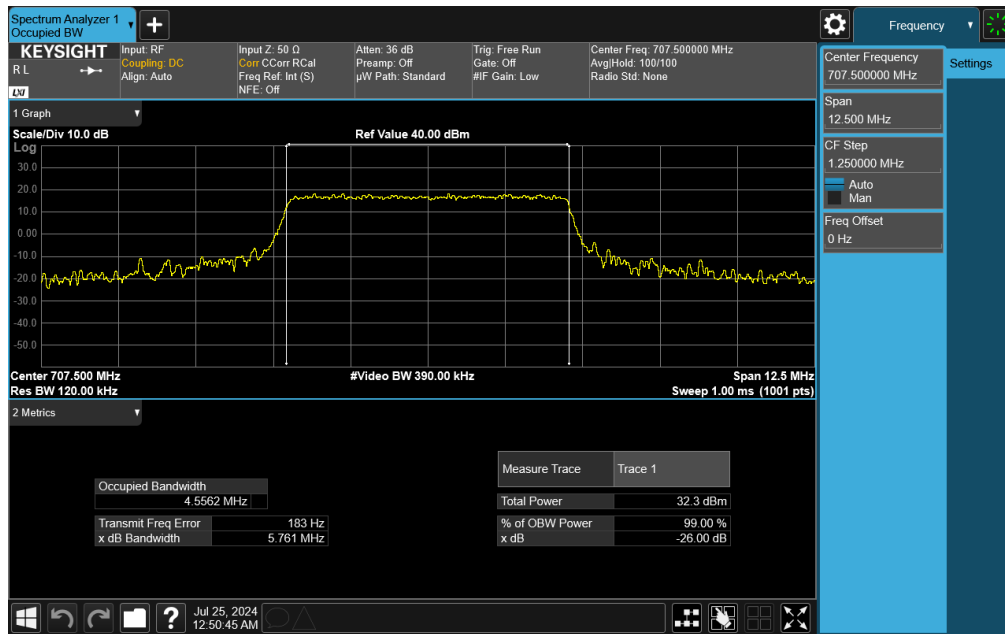 Spectrum Analyzer 1
Occupied BW
Frequency
KEYSIGHT
R L
LXI
Input: RF
Coupling: DC
Align: Auto
Input Z: 50 Ω
Corr CCorr RCal
Freq Ref: Int (S)
NFE: Off
Atten: 36 dB
Preamp: Off
µW Path: Standard
Trig: Free Run
Gate: Off
#IF Gain: Low
Center Freq: 707.500000 MHz
Avg|Hold: 100/100
Radio Std: None
Center Frequency
707.500000 MHz
Settings
Span
12.500 MHz
CF Step
1.250000 MHz
Auto
Man
Freq Offset
0 Hz
1 Graph
Scale/Div 10.0 dB
Ref Value 40.00 dBm
Log
30.0
20.0
10.0
0.00
-10.0
-20.0
-30.0
-40.0
-50.0
Center 707.500 MHz
#Video BW 390.00 kHz
Span 12.5 MHz
Res BW 120.00 kHz
Sweep 1.00 ms (1001 pts)
2 Metrics
Occupied Bandwidth
4.5562 MHz
Transmit Freq Error 183 Hz
x dB Bandwidth 5.761 MHz
Measure Trace Trace 1
Total Power 32.3 dBm
% of OBW Power 99.00 %
x dB -26.00 dB
?
Jul 25, 2024
12:50:45 AM